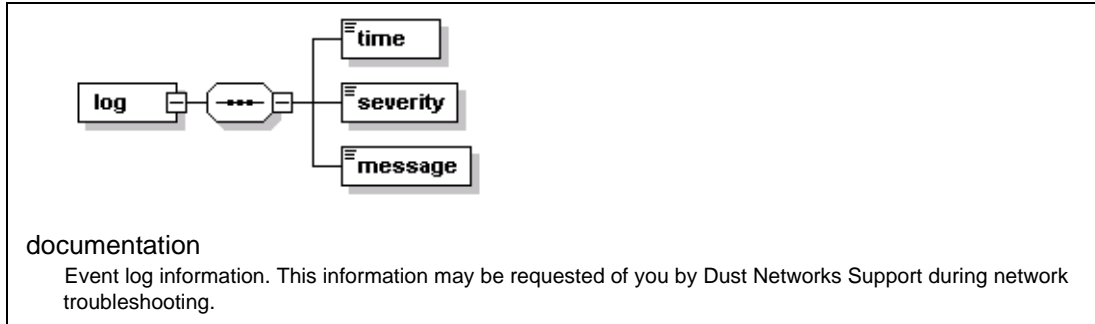 time
log
severity
message
documentation
Event log information. This information may be requested of you by Dust Networks Support during network
troubleshooting.